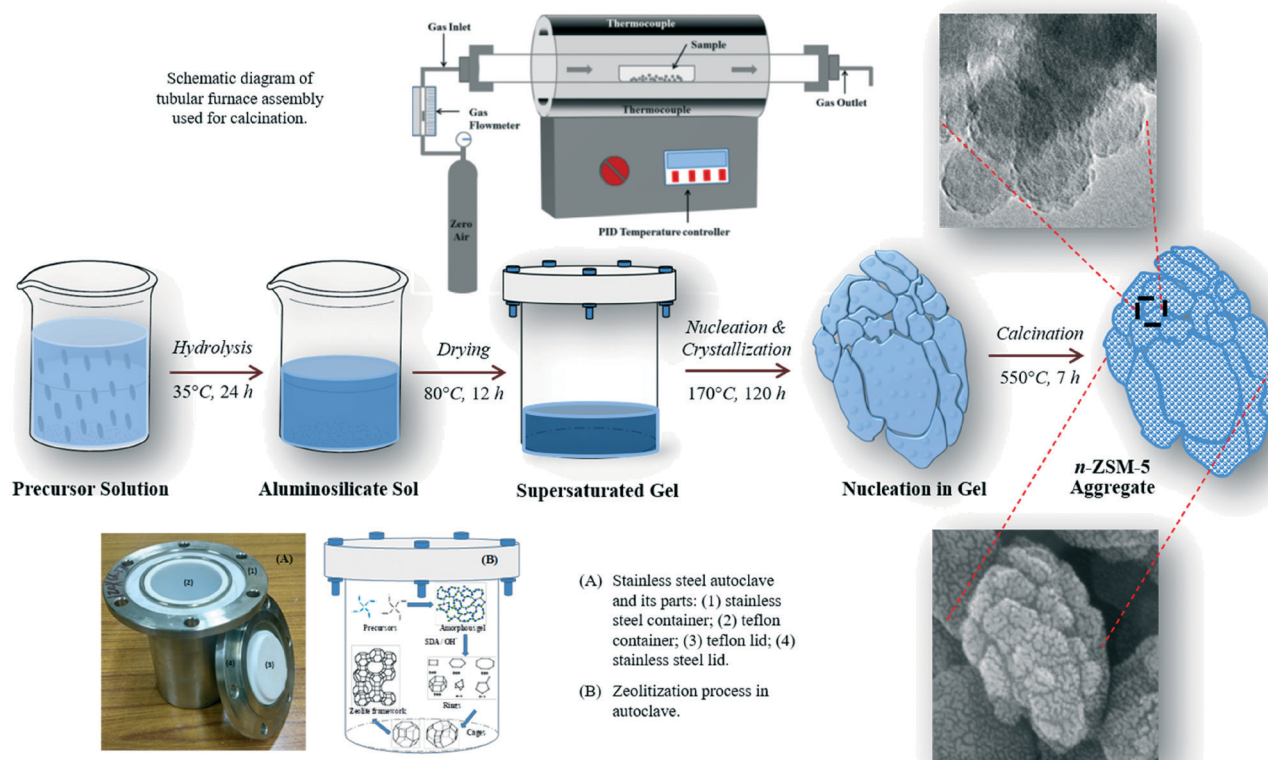 Schematic diagram of
tubular furnace assembly
used for calcination.
Gas Inlet
Thermocouple
Sample
Thermocouple
Gas Outlet
Gas
Flowmeter
Zero
Air
PID Temperature controller
Hydrolysis
35°C, 24 h
Drying
80°C, 12 h
Nucleation &
Crystallization
170°C, 120 h
Calcination
550°C, 7 h
Precursor Solution
Aluminosilicate Sol
Supersaturated Gel
Nucleation in Gel
n-ZSM-5
Aggregate
(A)
(1)
(2)
(3)
(4)
(B)
Precursors
Amorphous gel
SDA / OH
Rings
Zeolite framework
Cages
(A) Stainless steel autoclave
and its parts: (1) stainless
steel container; (2) teflon
container; (3) teflon lid; (4)
stainless steel lid.
(B) Zeolitization process in
autoclave.